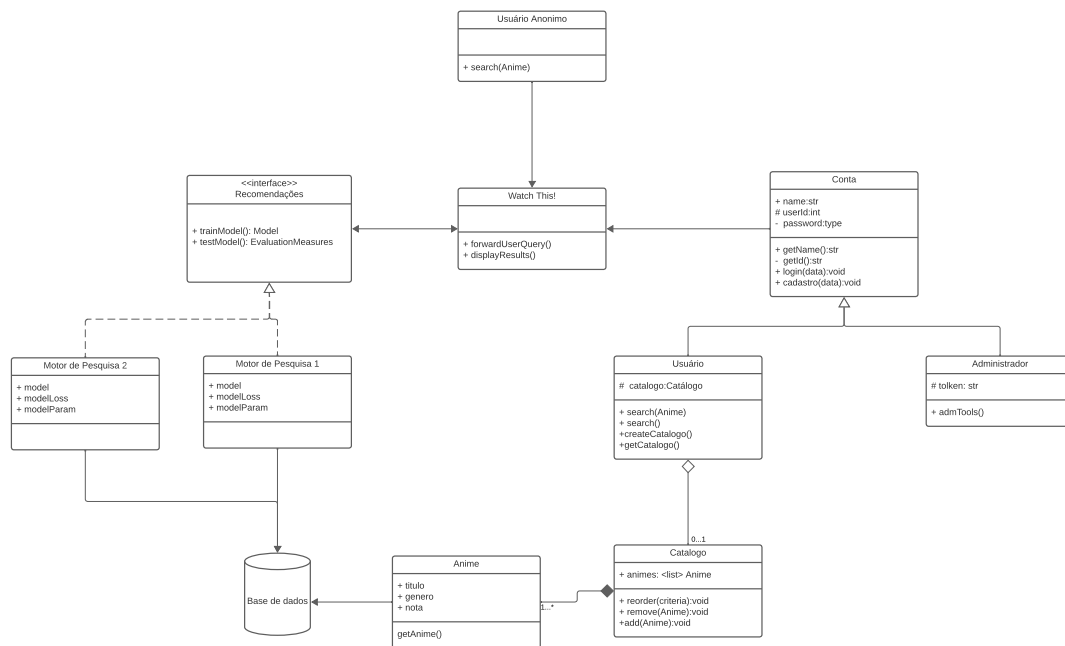 Usuário Anonimo
+ search(Anime)
<<interface>>
Recomendações
+ trainModel(): Model
+ testModel(): EvaluationMeasures
Watch This!
+ forwardUserQuery()
+ displayResults()
Conta
+ name:str
# userId:int
- password:type
+ getName():str
- getId():str
+ login(data):void
+ cadastro(data):void
Motor de Pesquisa 2
+ model
+ modelLoss
+ modelParam
Motor de Pesquisa 1
+ model
+ modelLoss
+ modelParam
Usuário
# catalogo:Catálogo
+ search(Anime)
+ search()
+createCatalogo()
+getCatalogo()
Administrador
# tolken: str
+ admTools()
0...1
Base de dados
Anime
+ titulo
+ genero
+ nota
getAnime()
1...*
Catalogo
+ animes: <list> Anime
+ reorder(criteria):void
+ remove(Anime):void
+add(Anime):void